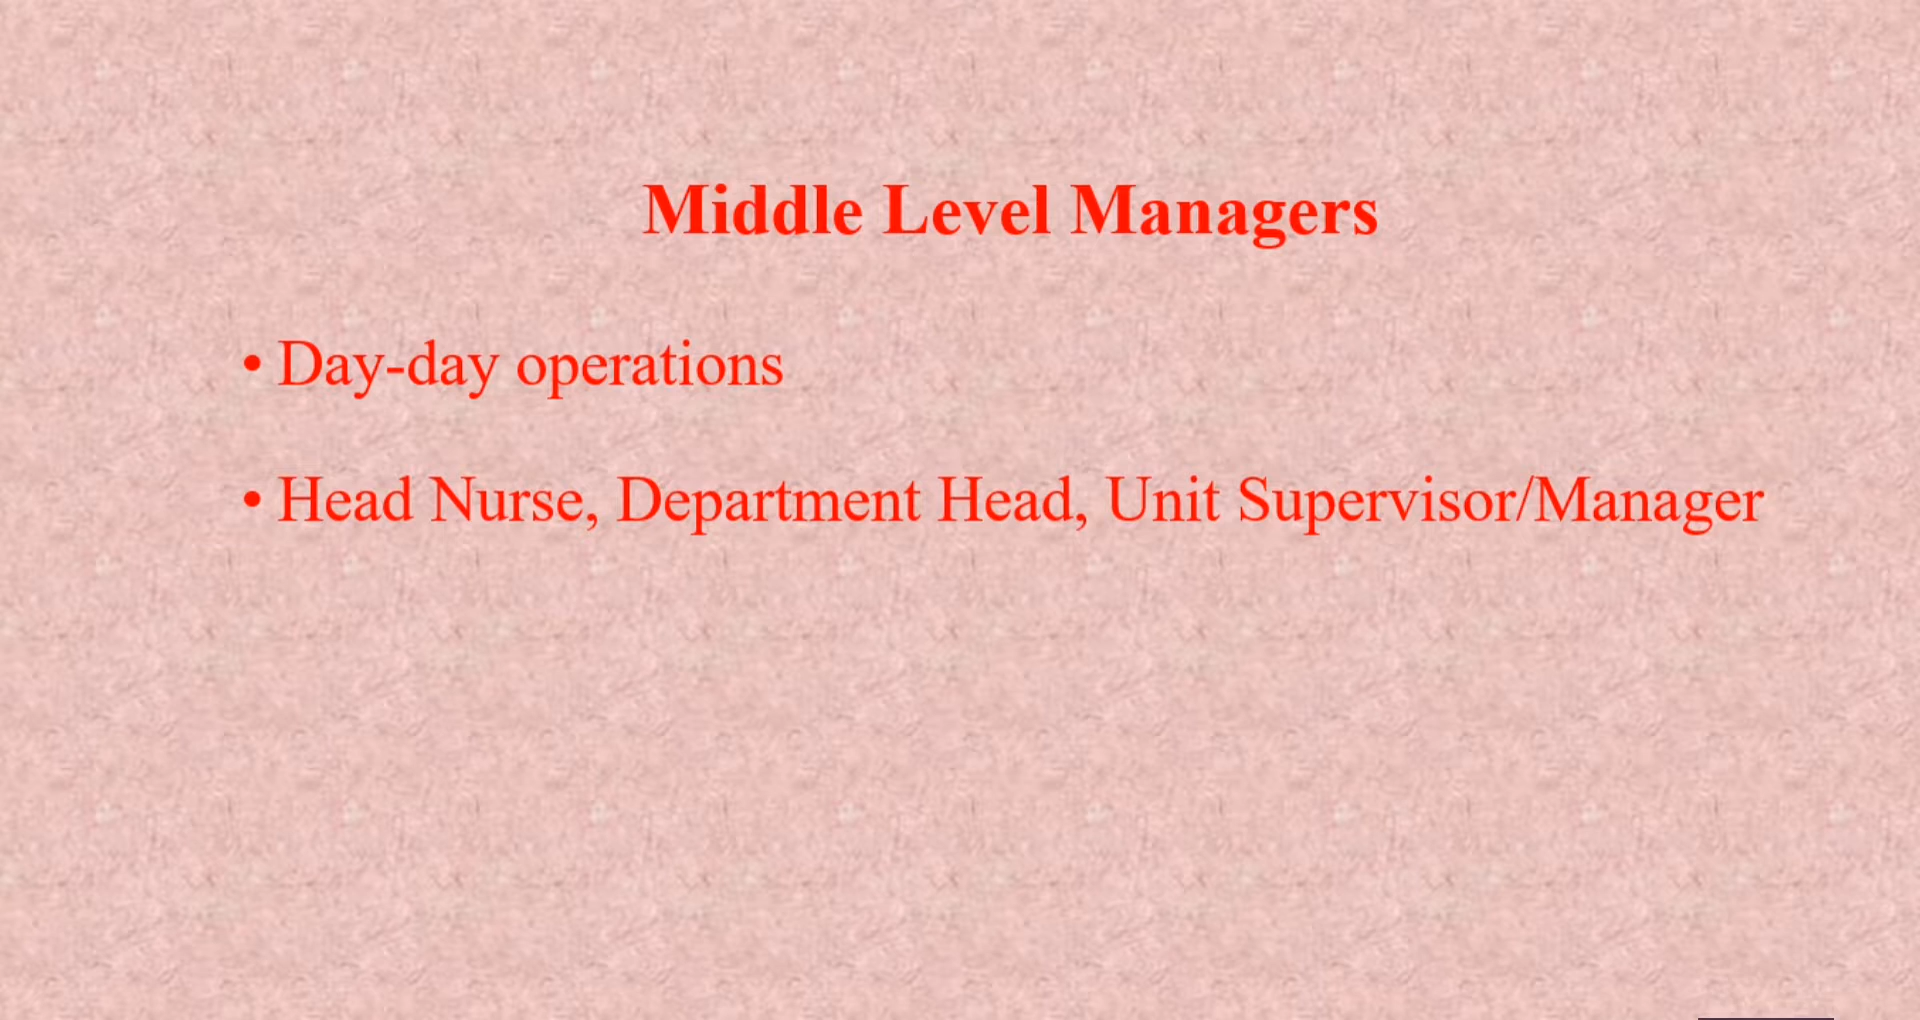 Middle Level Managers
• Day-day operations
• Head Nurse, Department Head, Unit Supervisor/Manager